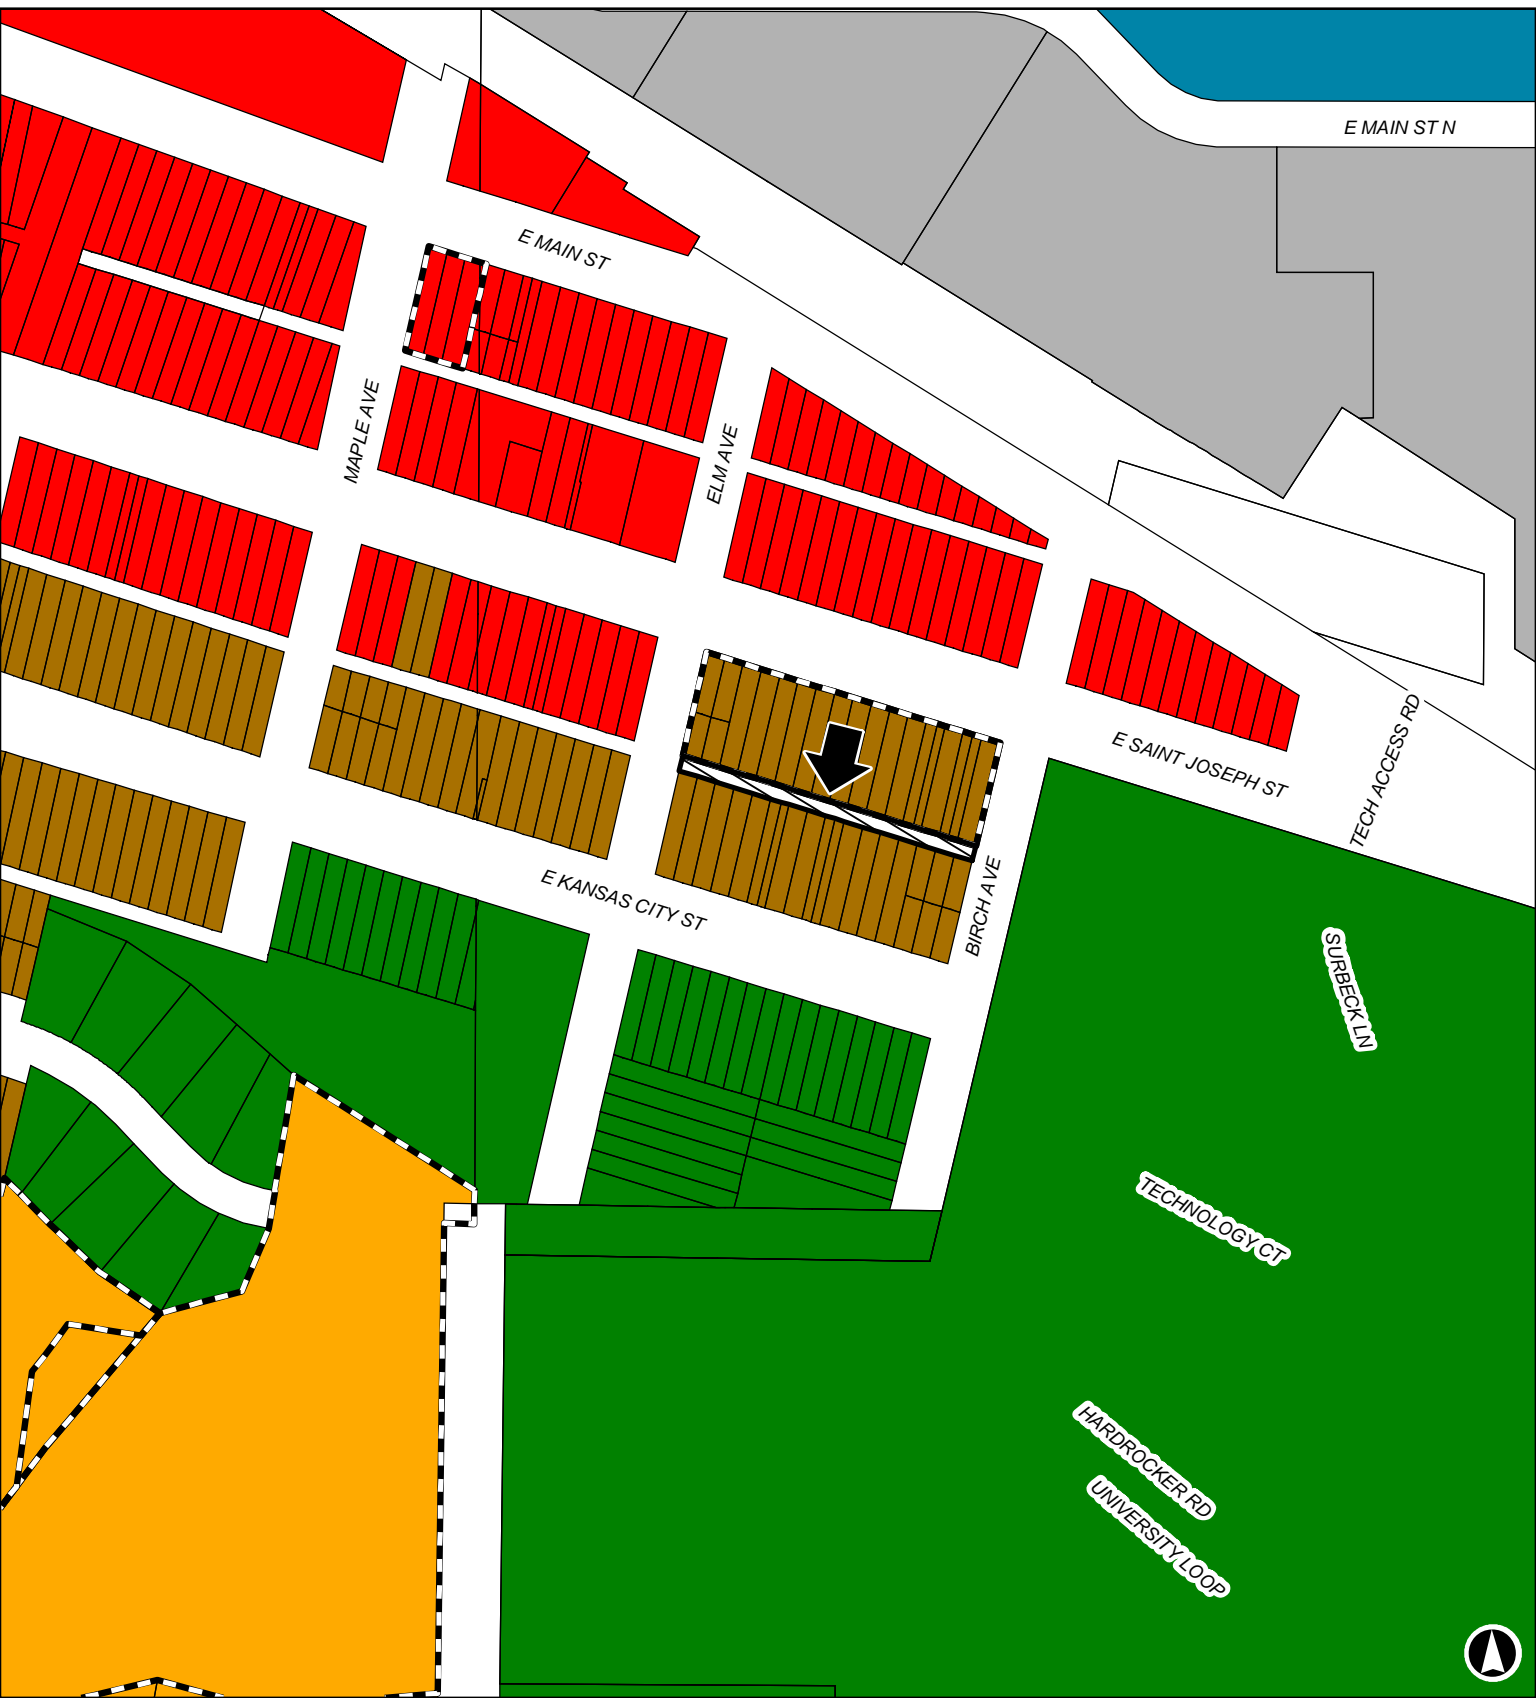 E MAIN ST N
E MAIN ST
MAPLE AVE
ELM AVE
TECH ACCESS RD
E SAINT JOSEPH ST
E KANSAS CITY ST
BIRCH AVE
SURBECK LN
TECHNOLOGY CT
HARDROCKER RD
UNIVERSITY LOOP